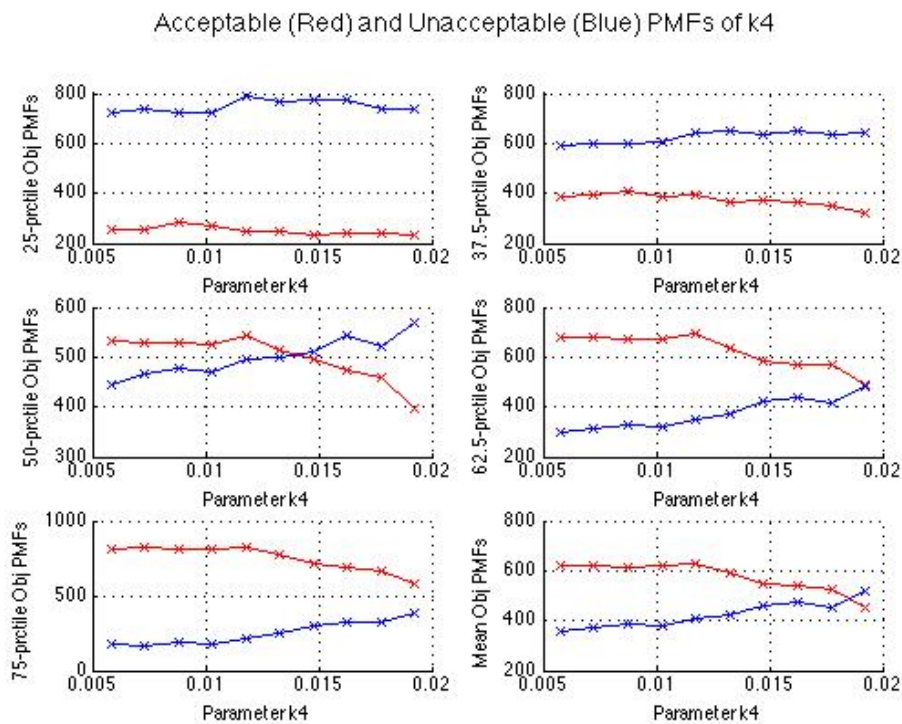 Acceptable (Red) and Unacceptable (Blue) PMFs of k4
25-prctile Obj PMFs
800
600
400
200
0.005 0.01 0.015 0.02
Parameter k4
37.5-prctile Obj PMFs
800
600
400
200
0.005 0.01 0.015 0.02
Parameter k4
50-prctile Obj PMFs
600
500
400
300
0.005 0.01 0.015 0.02
Parameter k4
62.5-prctile Obj PMFs
800
600
400
200
0.005 0.01 0.015 0.02
Parameter k4
75-prctile Obj PMFs
1000
500
0
0.005 0.01 0.015 0.02
Parameter k4
Mean Obj PMFs
800
600
400
200
0.005 0.01 0.015 0.02
Parameter k4